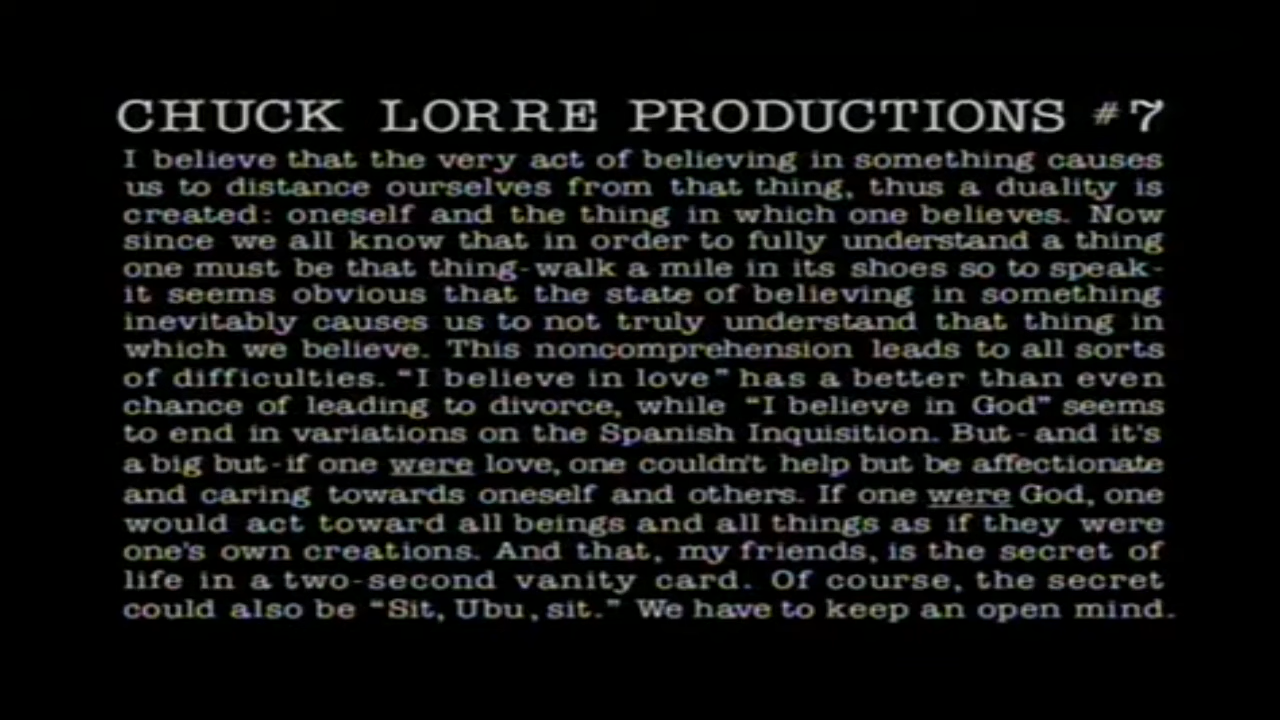 CHUCK LORRE PRODUCTIONS #7
I believe that the very act of believing in something causes
us to distance ourselves from that thing, thus a duality is
created: oneself and the thing in which one believes. Now
since we all know that in order to fully understand a thing
one must be that thing-walk a mile in its shoes so to speak-
it seems obvious that the state of believing in something
inevitably causes us to not truly understand that thing in
which we believe. This noncomprehension leads to all sorts
of difficulties. “I believe in love” has a better than even
chance of leading to divorce, while “I believe in God” seems
to end in variations on the Spanish Inquisition. But-and it's
a big but-if one were love, one couldn't help but be affectionate
and caring towards oneself and others. If one were God, one
would act toward all beings and all things as if they were
one's own creations. And that, my friends, is the secret of
life in a two-second vanity card. Of course, the secret
could also be “Sit, Ubu, sit.” We have to keep an open mind.